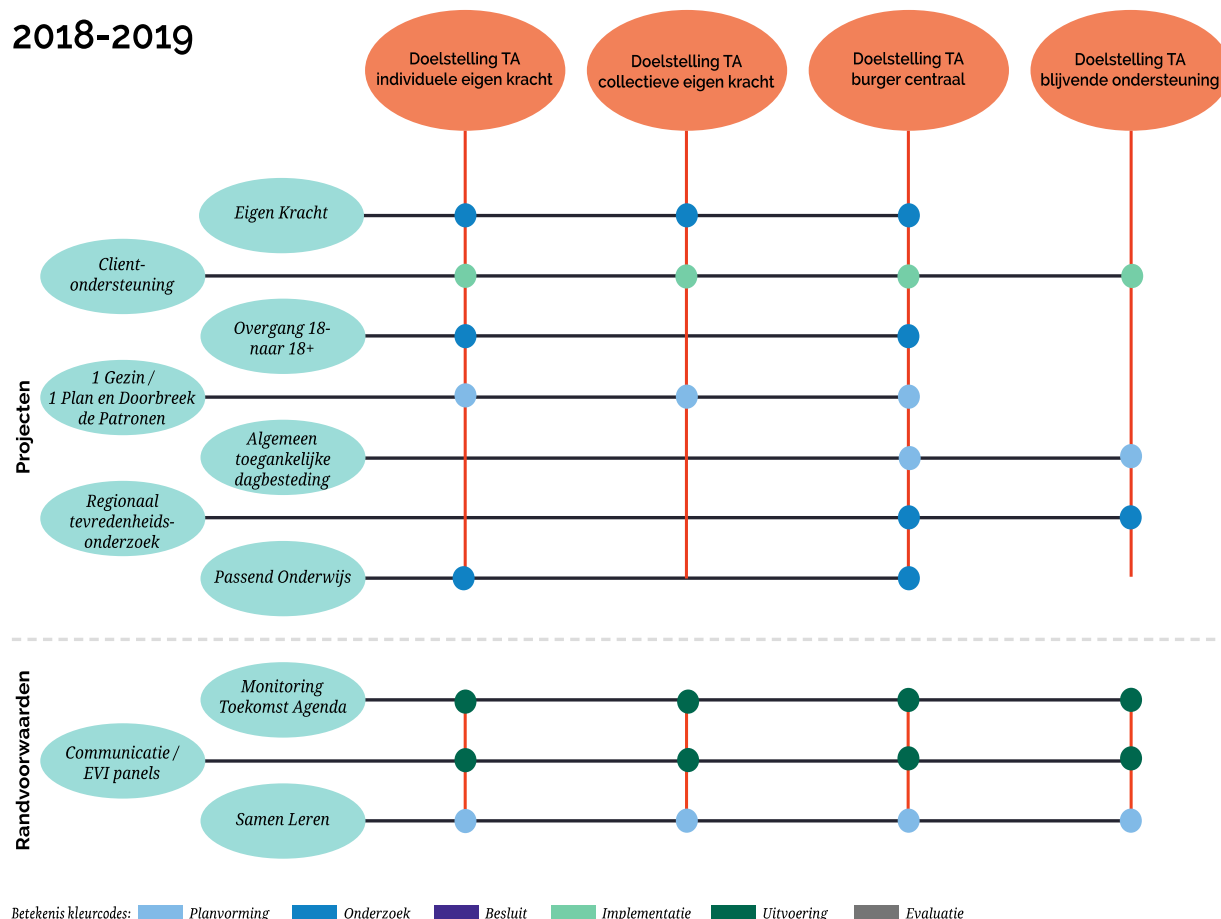 2018-2019
Doelstelling TA
individuele eigen kracht
Doelstelling TA
collectieve eigen kracht
Doelstelling TA
burger centraal
Doelstelling TA
blijvende ondersteuning
Projecten
Eigen Kracht
Client-
ondersteuning
Overgang 18-
naar 18+
1 Gezin /
1 Plan en Doorbreek
de Patronen
Algemeen
toegankelijke
dagbesteding
Regionaal
tevredenheids-
onderzoek
Passend Onderwijs
Randvoorwaarden
Monitoring
Toekomst Agenda
Communicatie /
EVI panels
Samen Leren
Betekenis kleurcodes: Planvorming Onderzoek Besluit Implementatie Uitvoering Evaluatie